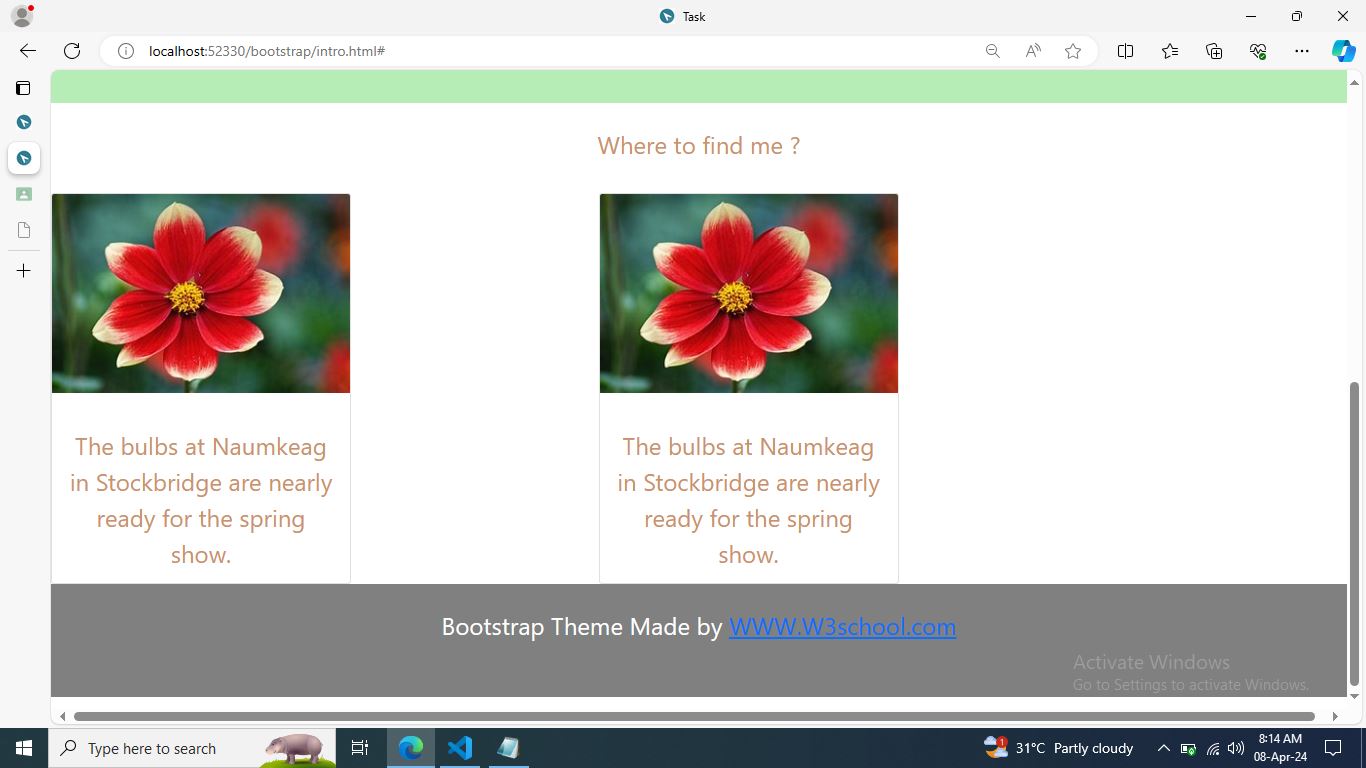 Task
localhost:52330/bootstrap/intro.html#
Where to find me ?
The bulbs at Naumkeag
in Stockbridge are nearly
ready for the spring
show.
The bulbs at Naumkeag
in Stockbridge are nearly
ready for the spring
show.
Bootstrap Theme Made by WWW.W3school.com
Activate Windows
Go to Settings to activate Windows.
Type here to search
1
31°C Partly cloudy
8:14 AM
08-Apr-24